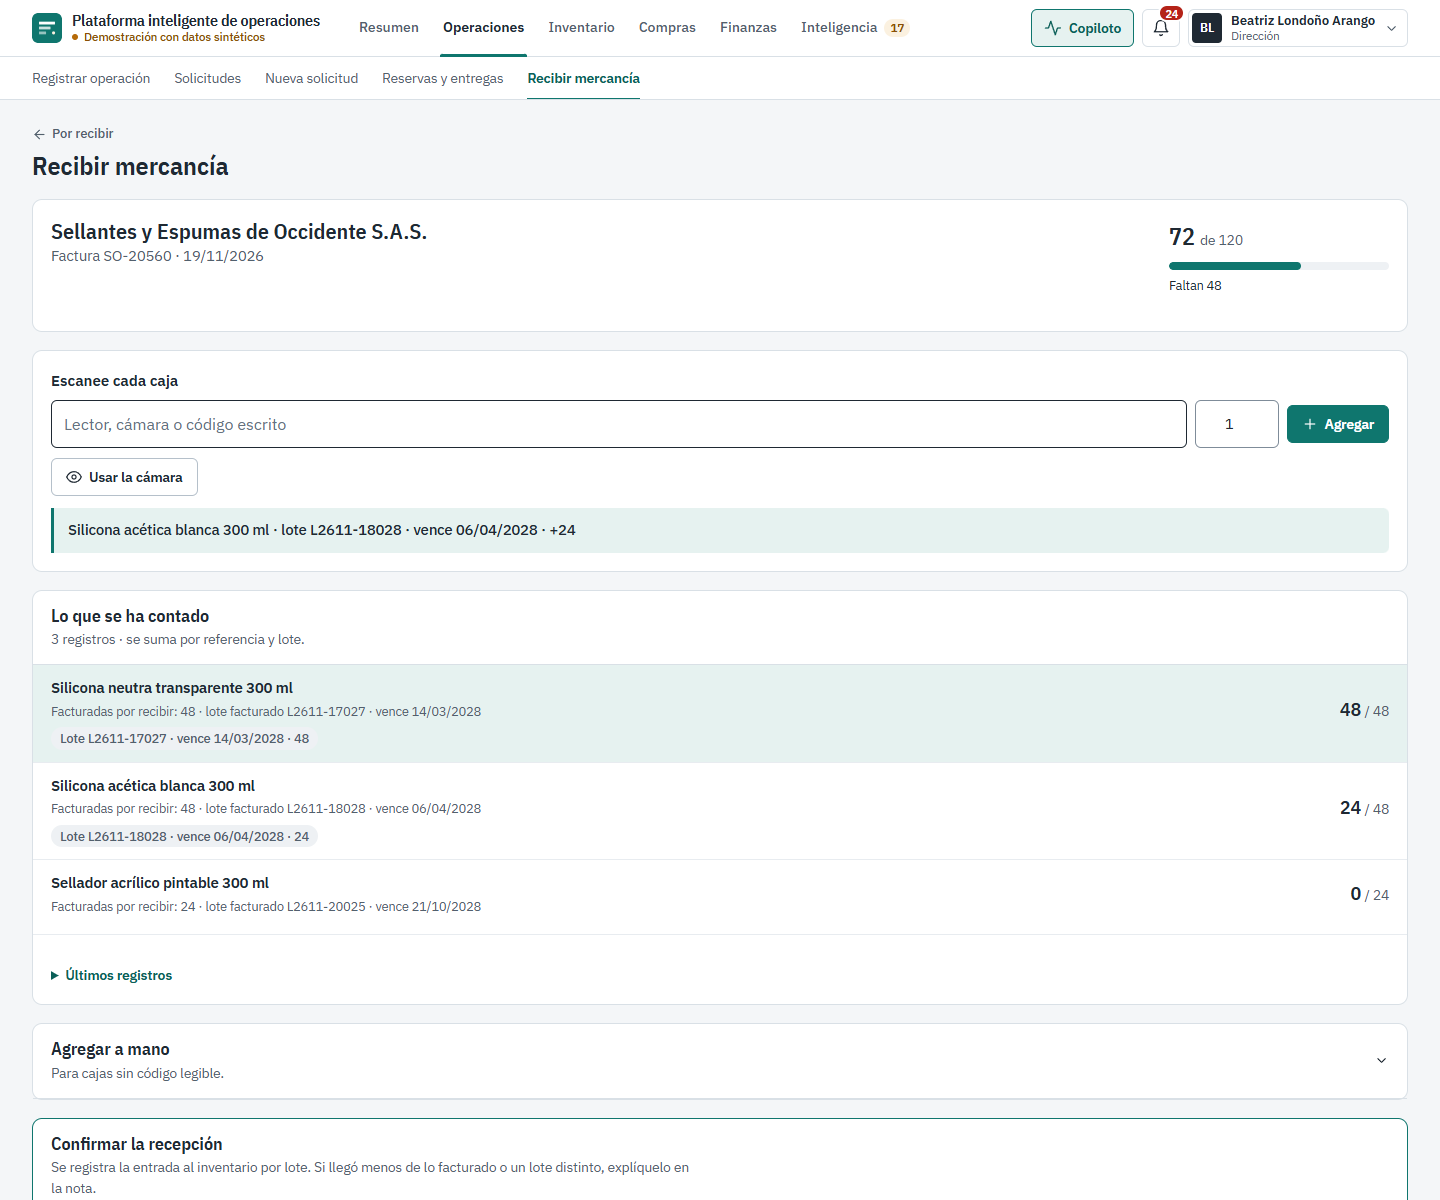 Plataforma inteligente de operaciones
Demostración con datos sintéticos
Resumen
Operaciones
Inventario
Compras
Finanzas
Inteligencia 17
Copiloto
24
BL
Beatriz Londoño Arango
Dirección
Registrar operación
Solicitudes
Nueva solicitud
Reservas y entregas
Recibir mercancía
Por recibir
Recibir mercancía
Sellantes y Espumas de Occidente S.A.S.
Factura SO-20560 · 19/11/2026
72 de 120
Faltan 48
Escanee cada caja
Lector, cámara o código escrito
1
Agregar
Usar la cámara
Silicona acética blanca 300 ml · lote L2611-18028 · vence 06/04/2028 · +24
Lo que se ha contado
3 registros · se suma por referencia y lote.
Silicona neutra transparente 300 ml
Facturadas por recibir: 48 · lote facturado L2611-17027 · vence 14/03/2028
Lote L2611-17027 · vence 14/03/2028 · 48
48 / 48
Silicona acética blanca 300 ml
Facturadas por recibir: 48 · lote facturado L2611-18028 · vence 06/04/2028
Lote L2611-18028 · vence 06/04/2028 · 24
24 / 48
Sellador acrílico pintable 300 ml
Facturadas por recibir: 24 · lote facturado L2611-20025 · vence 21/10/2028
0 / 24
Últimos registros
Agregar a mano
Para cajas sin código legible.
Confirmar la recepción
Se registra la entrada al inventario por lote. Si llegó menos de lo facturado o un lote distinto, explíquelo en
la nota.